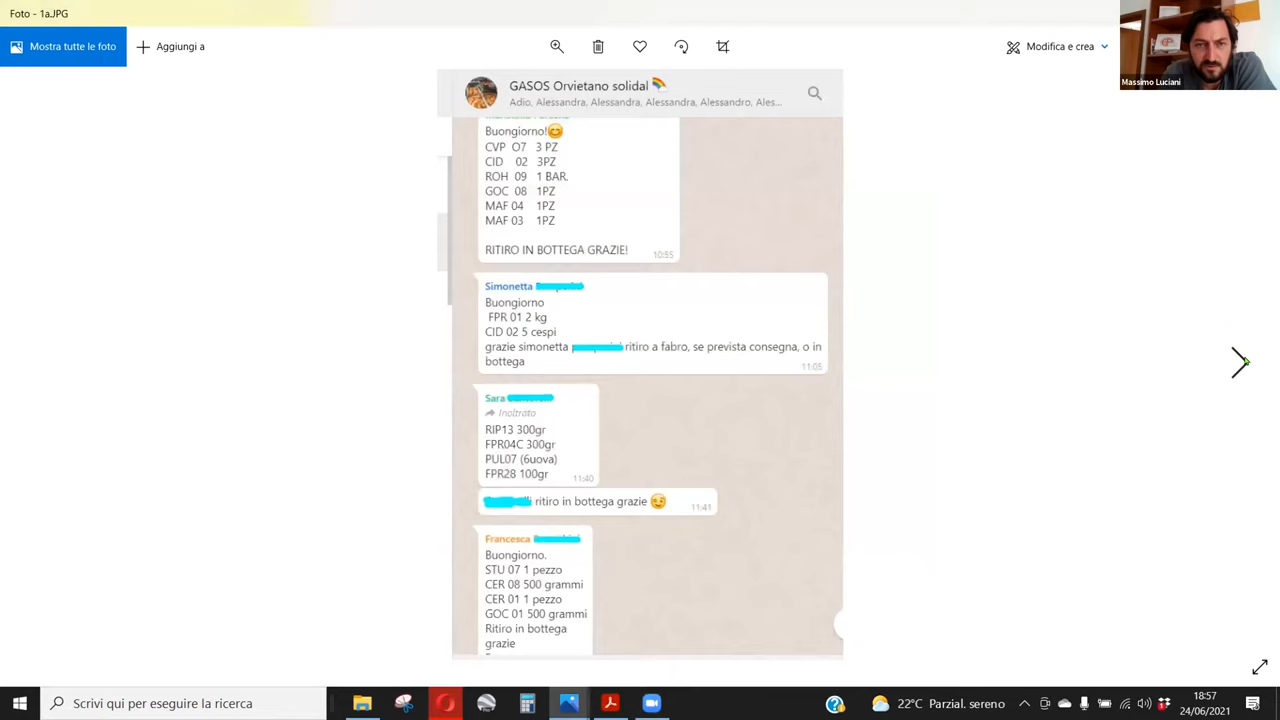 Foto - 1a.JPG
Mostra tutte le foto
Aggiungi a
Modifica e crea
Massimo Luciani
GASOS Orvietano solidal
Adio, Alessandra, Alessandra, Alessandra, Alessandro, Ales...
Buongiorno!
CVP O7 3 PZ
CID 02 3PZ
ROH 09 1 BAR.
GOC 08 1PZ
MAF 04 1PZ
MAF 03 1PZ
RITIRO IN BOTTEGA GRAZIE!
10:55
Simonetta
Buongiorno
FPR 01 2 kg
CID 02 5 cespi
grazie simonetta ritiro a fabro, se prevista consegna, o in
bottega
11:05
Sara
Inoltrato
RIP13 300gr
FPR04C 300gr
PUL07 (6uova)
FPR28 100gr
11:40
ritiro in bottega grazie
11:41
Francesca
Buongiorno.
STU 07 1 pezzo
CER 08 500 grammi
CER 01 1 pezzo
GOC 01 500 grammi
Ritiro in bottega
grazie
Scrivi qui per eseguire la ricerca
22°C Parzial. sereno
18:57
24/06/2021